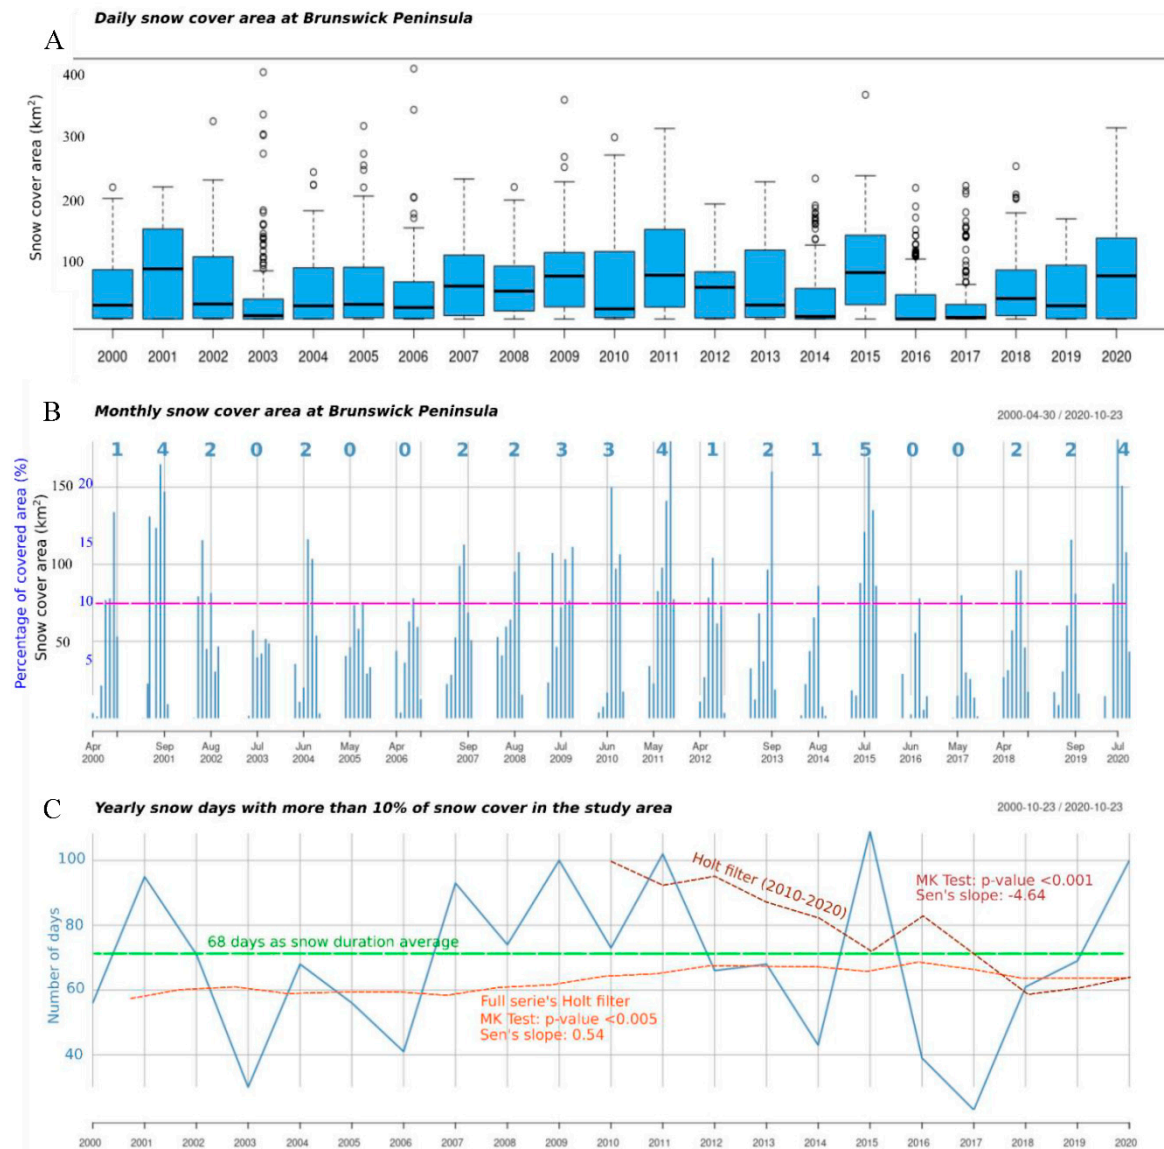 Daily snow cover area at Brunswick Peninsula
A
Snow cover area (km²)
400
300
200
100
2000 2001 2002 2003 2004 2005 2006 2007 2008 2009 2010 2011 2012 2013 2014 2015 2016 2017 2018 2019 2020
B
Monthly snow cover area at Brunswick Peninsula
2000-04-30 / 2020-10-23
1 4 2 0 2 0 0 2 2 3 3 4 1 2 1 5 0 0 2 2 4
Percentage of covered area (%)
Snow cover area (km²)
150 20
15
100
10
50
5
Apr Sep Aug Jul Jun May Apr Sep Aug Jul Jun May Apr Sep Aug Jul Jun May Apr Sep Jul
2000 2001 2002 2003 2004 2005 2006 2007 2008 2009 2010 2011 2012 2013 2014 2015 2016 2017 2018 2019 2020
C
Yearly snow days with more than 10% of snow cover in the study area
2000-10-23 / 2020-10-23
Number of days
100
80
60
40
Holt filter (2010-2020)
MK Test: p-value <0.001
Sen's slope: -4.64
68 days as snow duration average
Full serie's Holt filter
MK Test: p-value <0.005
Sen's slope: 0.54
2000 2001 2002 2003 2004 2005 2006 2007 2008 2009 2010 2011 2012 2013 2014 2015 2016 2017 2018 2019 2020